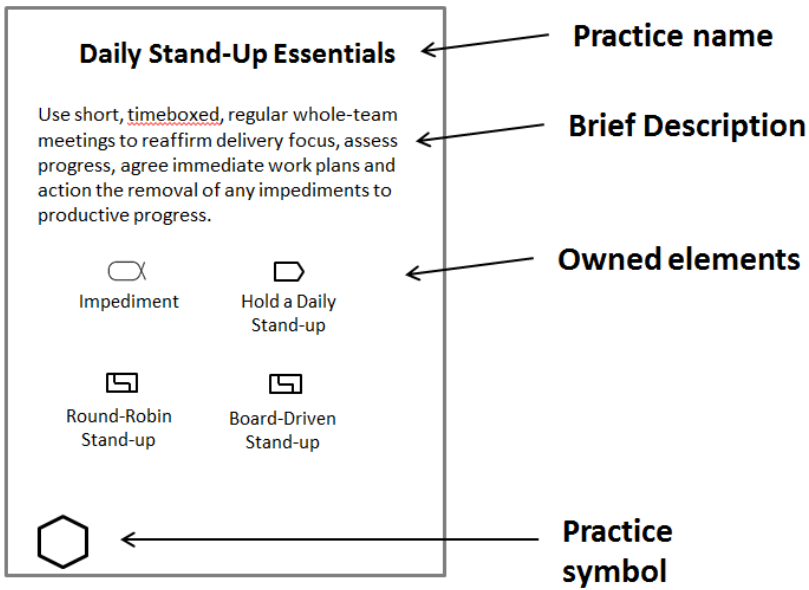 Daily Stand-Up Essentials
Practice name
Use short, timeboxed, regular whole-team
meetings to reaffirm delivery focus, assess
progress, agree immediate work plans and
action the removal of any impediments to
productive progress.
Brief Description
Owned elements
Impediment
Hold a Daily
Stand-up
Round-Robin
Stand-up
Board-Driven
Stand-up
Practice
symbol